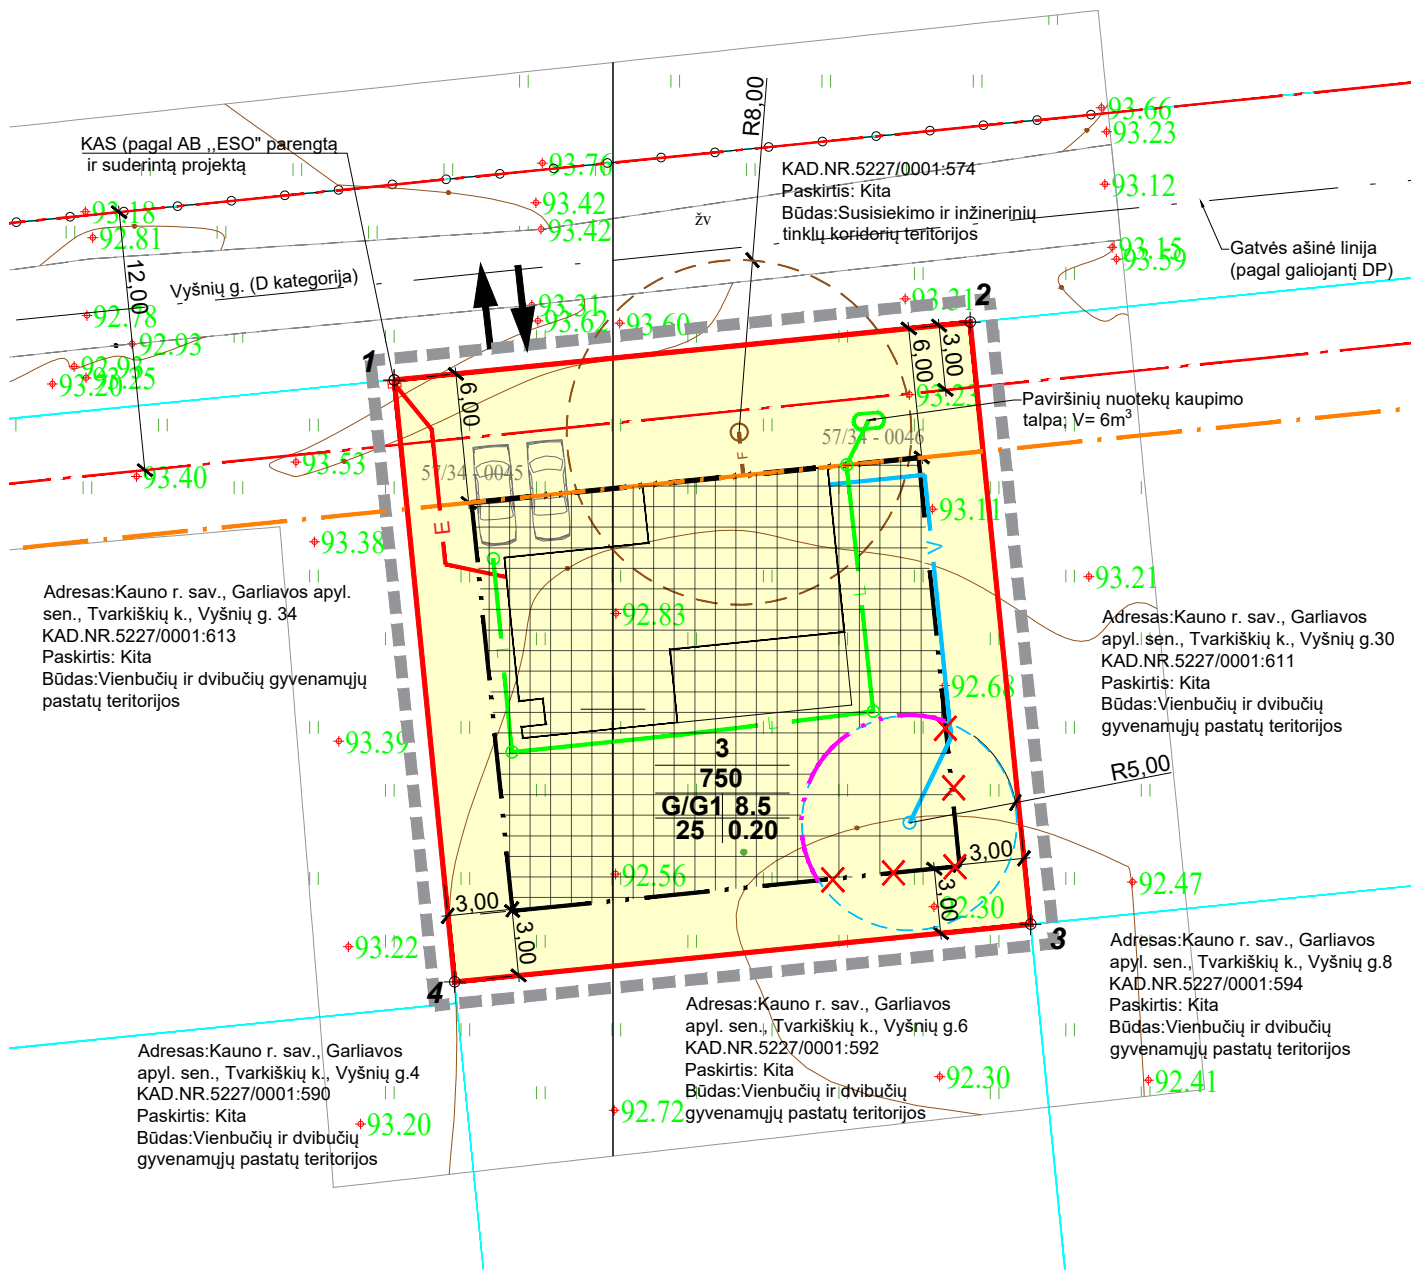 R8,00
93.66
93.23
KAS (pagal AB ,,ESO" parengtą
ir suderintą projektą
93.76
KAD.NR.5227/0001:574
Paskirtis: Kita
Būdas:Susisiekimo ir inžinerinių
tinklų koridorių teritorijos
93.12
93.18
92.81
93.42
93.42
žv
93.15
93.59
Gatvės ašinė linija
(pagal galiojantį DP)
12,00
Vyšnių g. (D kategorija)
92.78
92.93
93.31
93.62
93.60
93.31
2
1
93.20
93.25
6,00
6,00
3,00
93.23
Paviršinių nuotekų kaupimo
talpa; V= 6m³
57/34 - 0046
57/34 - 0045
F
93.53
93.40
E
93.38
93.11
V
93.21
Adresas:Kauno r. sav., Garliavos apyl.
sen., Tvarkiškių k., Vyšnių g. 34
KAD.NR.5227/0001:613
Paskirtis: Kita
Būdas:Vienbučių ir dvibučių gyvenamųjų
pastatų teritorijos
92.83
L
L
Adresas:Kauno r. sav., Garliavos
apyl. sen., Tvarkiškių k., Vyšnių g.30
KAD.NR.5227/0001:611
Paskirtis: Kita
Būdas:Vienbučių ir dvibučių
gyvenamųjų pastatų teritorijos
92.68
93.39
L
3
750
G/G1 8.5
25 0.20
R5,00
92.56
3,00
3,00
3,00
3,00
92.30
92.47
93.22
3
4
Adresas:Kauno r. sav., Garliavos
apyl. sen., Tvarkiškių k., Vyšnių g.8
KAD.NR.5227/0001:594
Paskirtis: Kita
Būdas:Vienbučių ir dvibučių
gyvenamųjų pastatų teritorijos
Adresas:Kauno r. sav., Garliavos
apyl. sen., Tvarkiškių k., Vyšnių g.6
KAD.NR.5227/0001:592
Paskirtis: Kita
Būdas:Vienbučių ir dvibučių
gyvenamųjų pastatų teritorijos
Adresas:Kauno r. sav., Garliavos
apyl. sen., Tvarkiškių k., Vyšnių g.4
KAD.NR.5227/0001:590
Paskirtis: Kita
Būdas:Vienbučių ir dvibučių
gyvenamųjų pastatų teritorijos
92.30
92.41
92.72
93.20